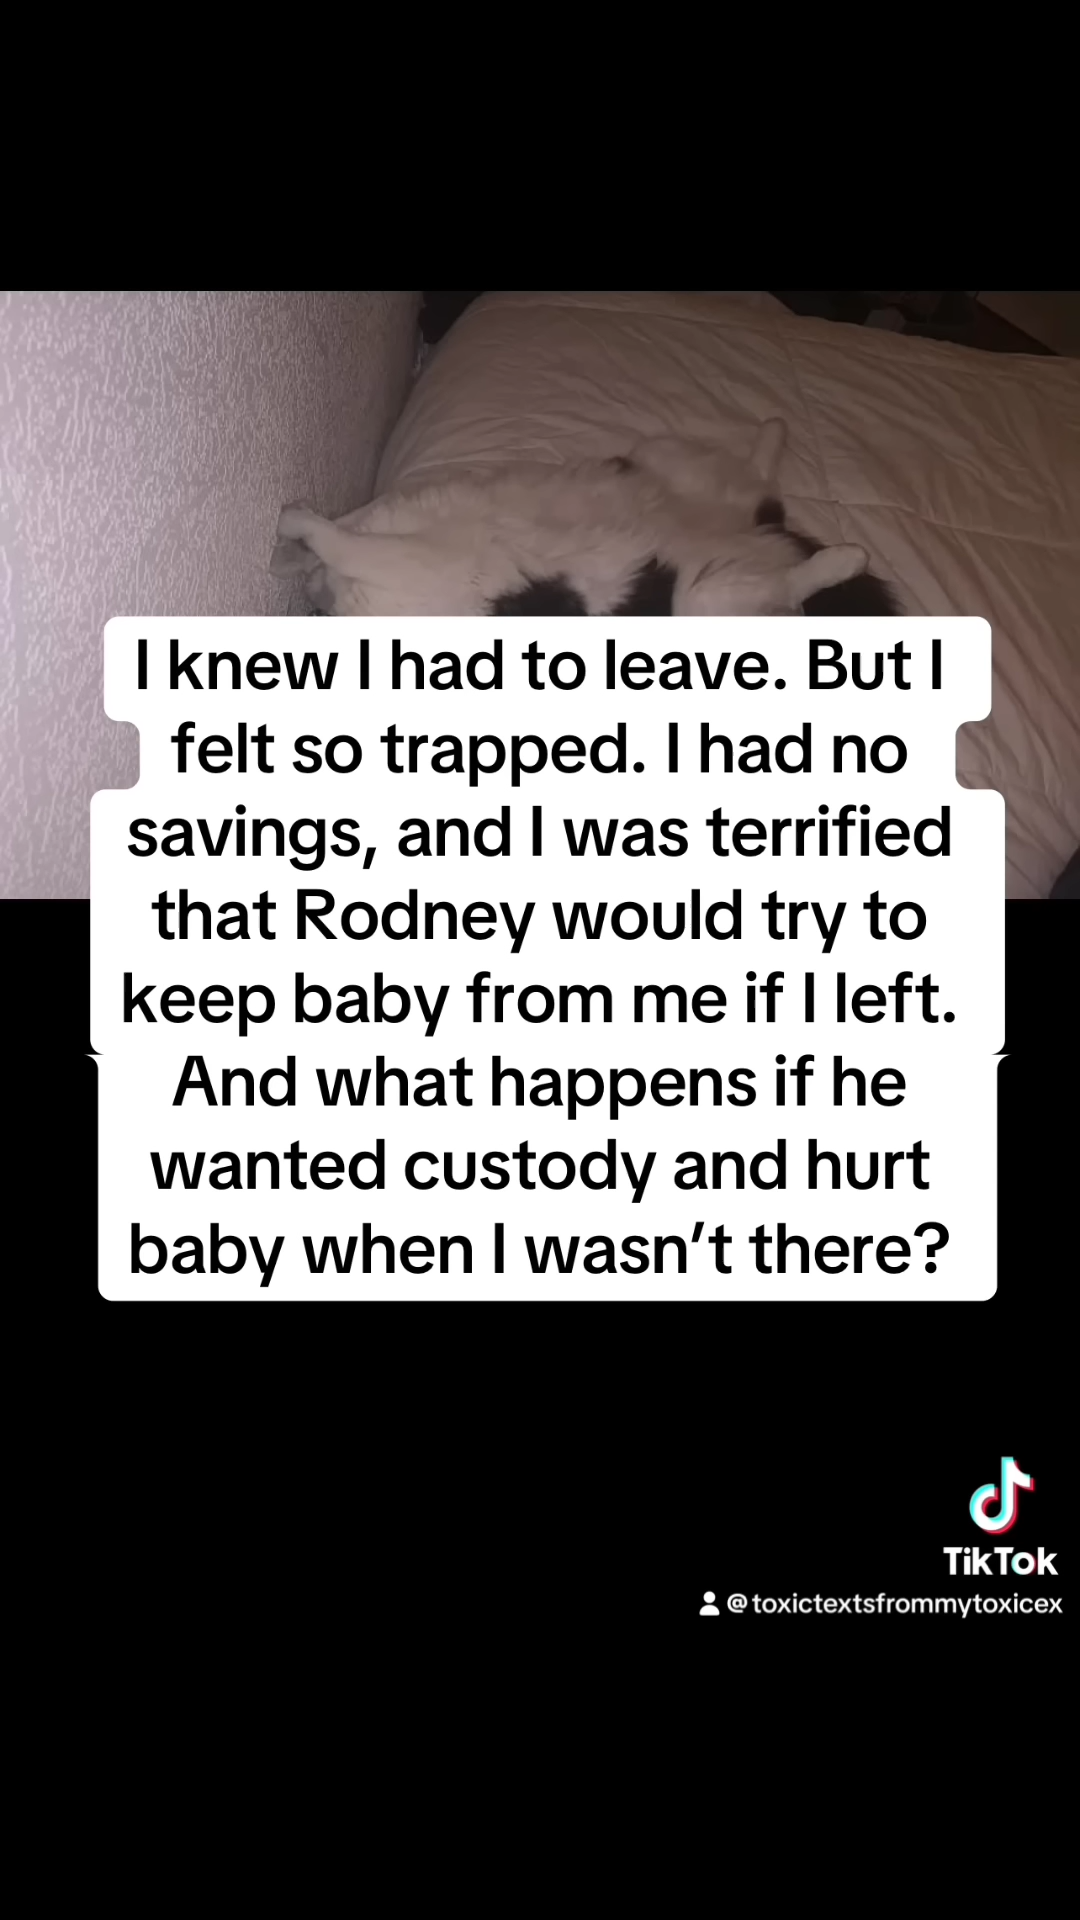 I knew I had to leave. But I
felt so trapped. I had no
savings, and I was terrified
that Rodney would try to
keep baby from me if I left.
And what happens if he
wanted custody and hurt
baby when I wasn’t there?
TikTok
@toxictextsfrommytoxicex